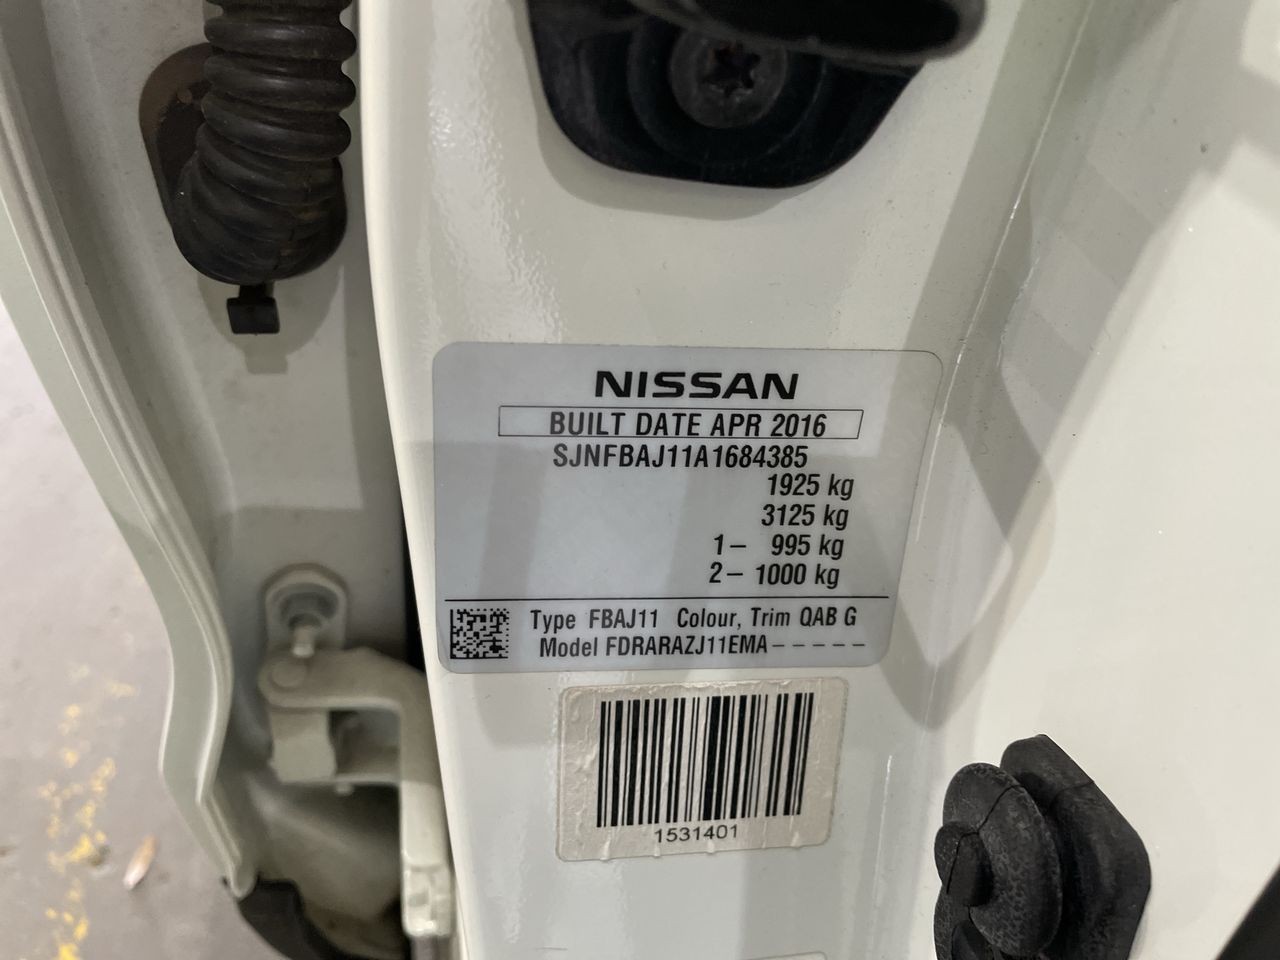 NISSAN
BUILT DATE APR 2016
SJNFBAJ11A1684385
1925 kg
3125 kg
1 – 995 kg
2 – 1000 kg
Type FBAJ11 Colour, Trim QAB G
Model FDRARAZJ11EMA – – – – –
1531401